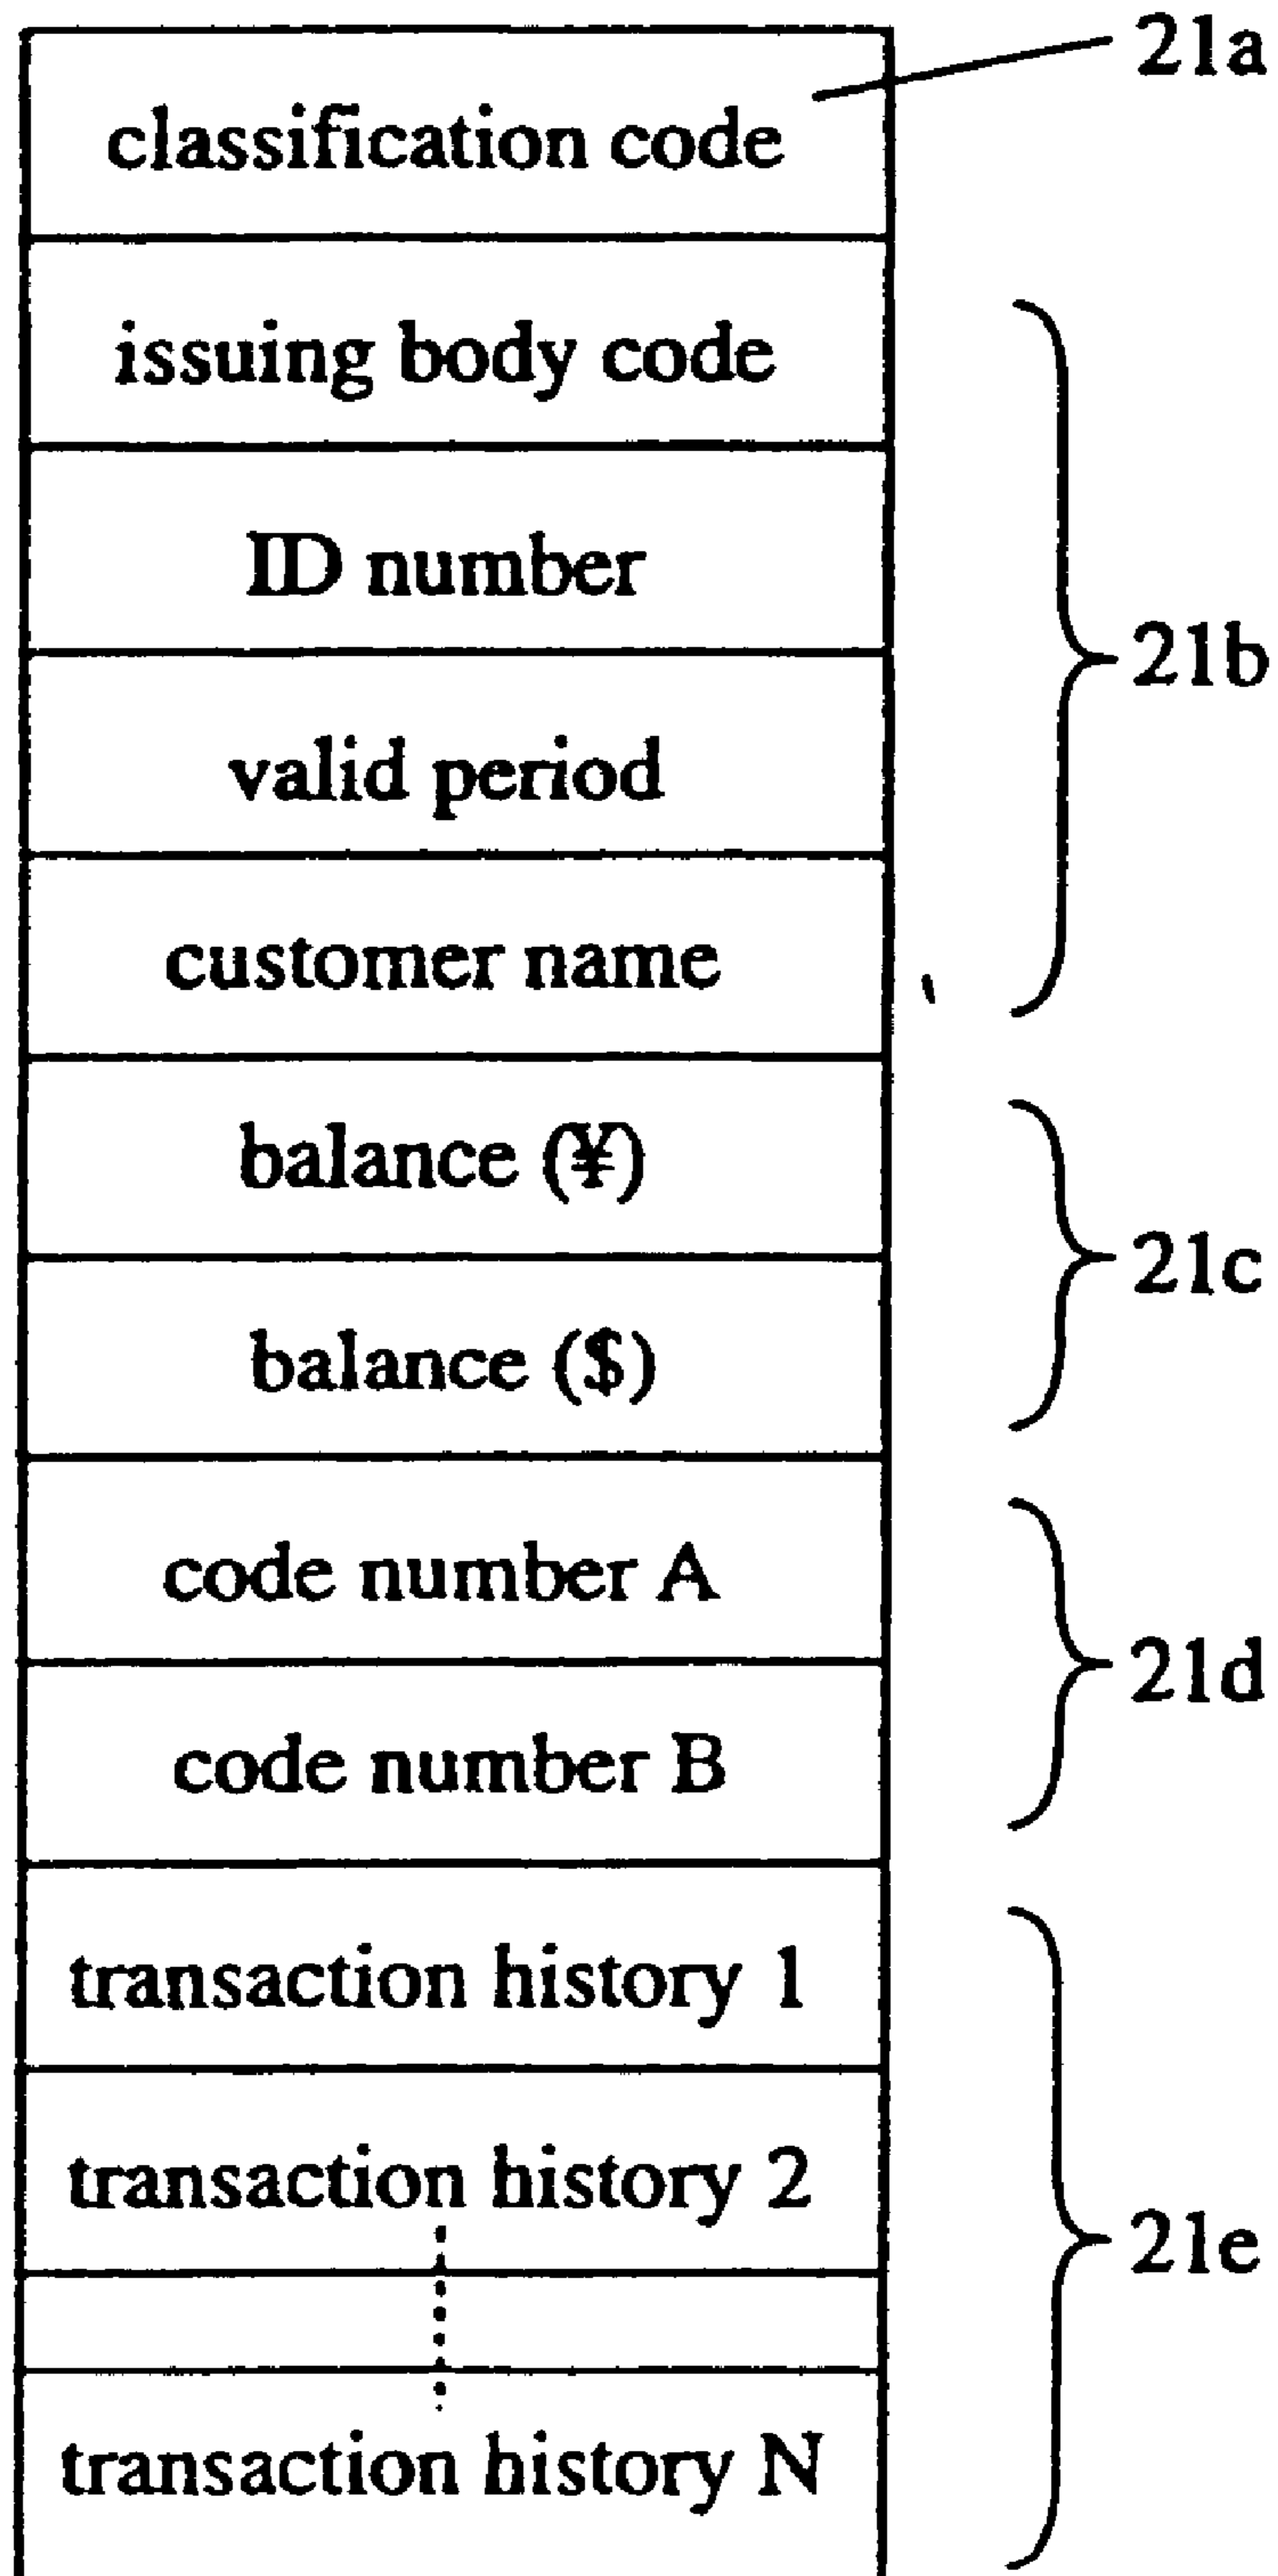 21a
classification code
issuing body code
ID number
21b
valid period
customer name
balance (¥)
21c
balance ($)
code number A
21d
code number B
transaction history 1
transaction history 2
21e
transaction history N